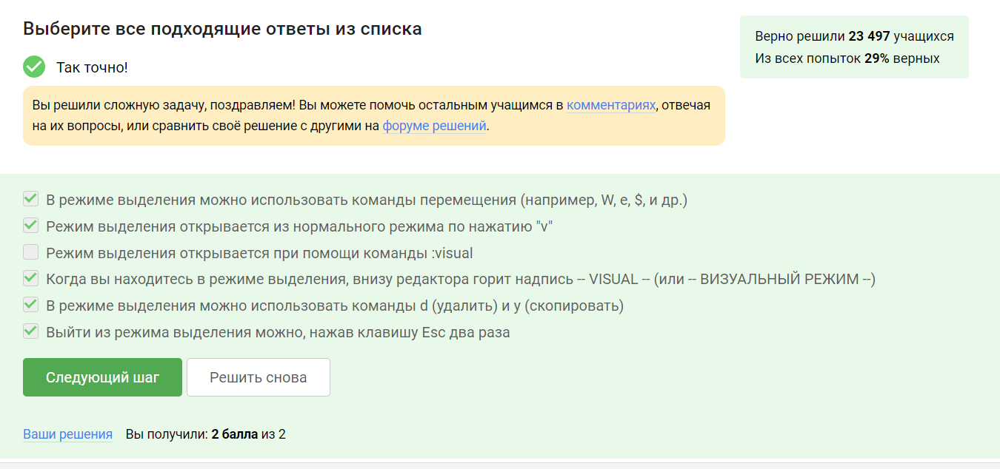 Выберите все подходящие ответы из списка
Верно решили 23 497 учащихся
Из всех попыток 29% верных
Так точно!
Вы решили сложную задачу, поздравляем! Вы можете помочь остальным учащимся в комментариях, отвечая
на их вопросы, или сравнить своё решение с другими на форуме решений.
В режиме выделения можно использовать команды перемещения (например, W, e, $, и др.)
Режим выделения открывается из нормального режима по нажатию "v"
Режим выделения открывается при помощи команды :visual
Когда вы находитесь в режиме выделения, внизу редактора горит надпись -- VISUAL -- (или -- ВИЗУАЛЬНЫЙ РЕЖИМ --)
В режиме выделения можно использовать команды d (удалить) и y (скопировать)
Выйти из режима выделения можно, нажав клавишу Esc два раза
Следующий шаг
Решить снова
Ваши решения Вы получили: 2 балла из 2